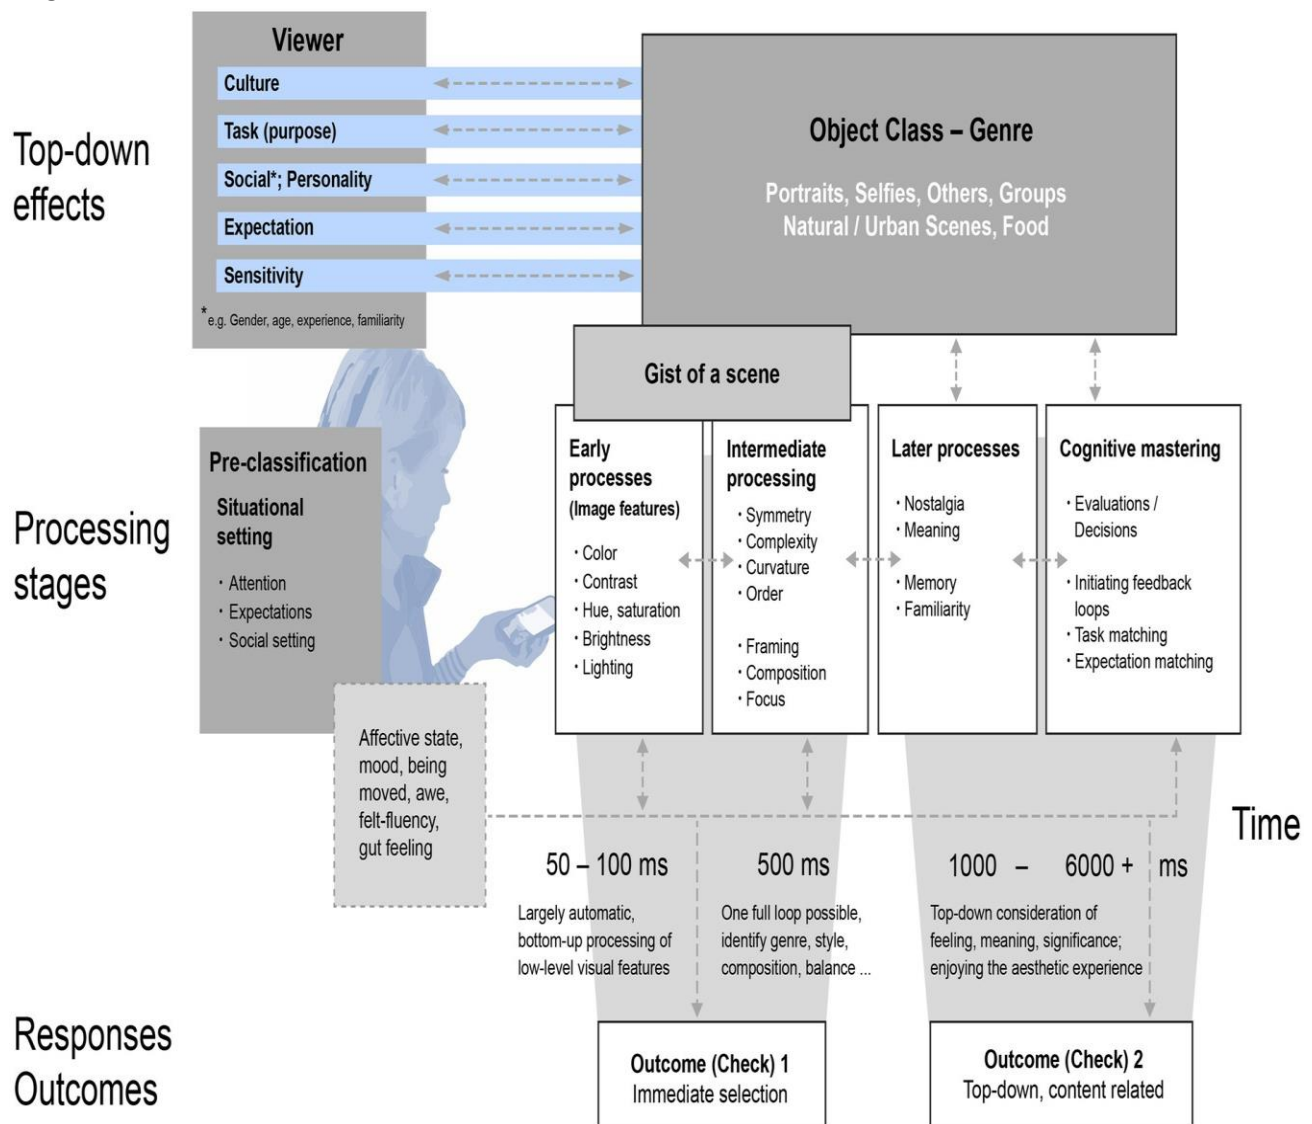 Viewer
Culture
Task (purpose)
Social*; Personality
Expectation
Sensitivity
*e.g. Gender, age, experience, familiarity
Top-down
effects
Object Class – Genre
Portraits, Selfies, Others, Groups
Natural / Urban Scenes, Food
Gist of a scene
Processing
stages
Pre-classification
Situational
setting
· Attention
· Expectations
· Social setting
Affective state,
mood, being
moved, awe,
felt-fluency,
gut feeling
Early
processes
(Image features)
· Color
· Contrast
· Hue, saturation
· Brightness
· Lighting
Intermediate
processing
· Symmetry
· Complexity
· Curvature
· Order
· Framing
· Composition
· Focus
Later processes
· Nostalgia
· Meaning
· Memory
· Familiarity
Cognitive mastering
· Evaluations /
Decisions
· Initiating feedback
loops
· Task matching
· Expectation matching
Time
50 – 100 ms
Largely automatic,
bottom-up processing of
low-level visual features
500 ms
One full loop possible,
identify genre, style,
composition, balance ...
1000 – 6000 + ms
Top-down consideration of
feeling, meaning, significance;
enjoying the aesthetic experience
Responses
Outcomes
Outcome (Check) 1
Immediate selection
Outcome (Check) 2
Top-down, content related